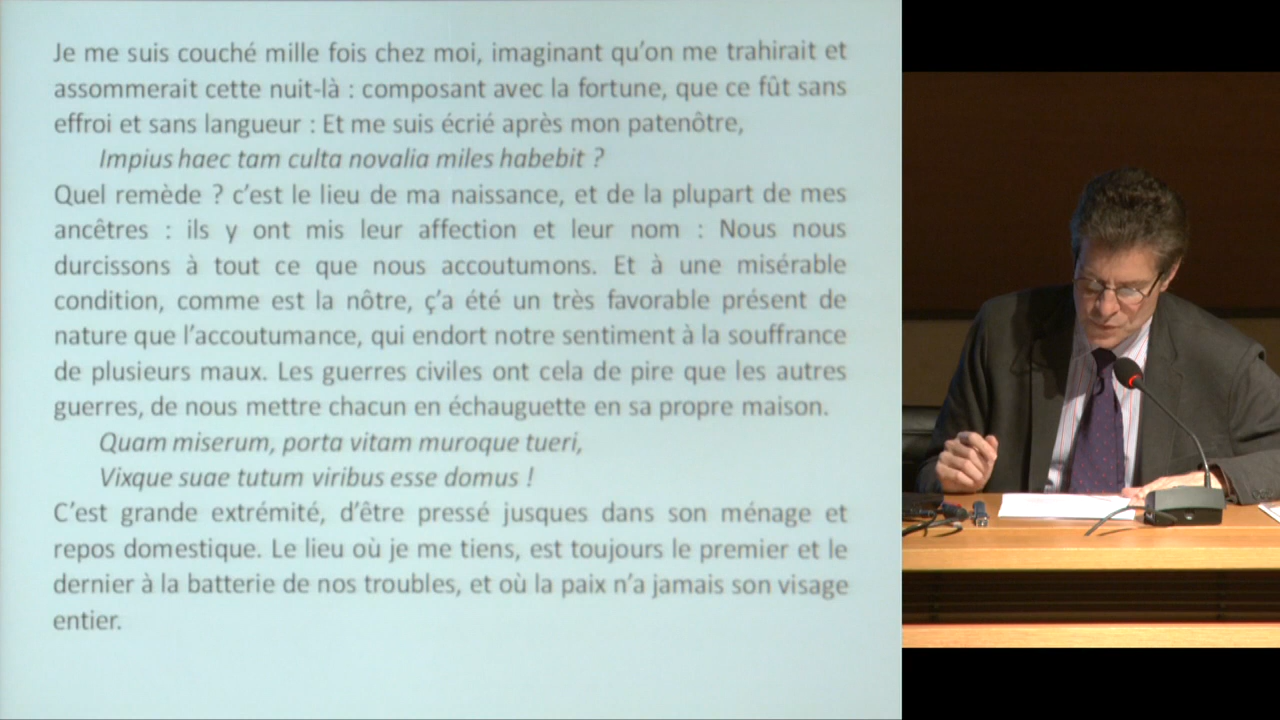 Je me suis couché mille fois chez moi, imaginant qu'on me trahirait et
assommerait cette nuit-là : composant avec la fortune, que ce fût sans
effroi et sans langueur : Et me suis écrié après mon patenôtre,
Impius haec tam culta novalia miles habebit ?
Quel remède ? c'est le lieu de ma naissance, et de la plupart de mes
ancêtres : ils y ont mis leur affection et leur nom : Nous nous
durcissons à tout ce que nous accoutumons. Et à une misérable
condition, comme est la nôtre, ç'a été un très favorable présent de
nature que l'accoutumance, qui endort notre sentiment à la souffrance
de plusieurs maux. Les guerres civiles ont cela de pire que les autres
guerres, de nous mettre chacun en échauguette en sa propre maison.
Quam miserum, porta vitam muroque tueri,
Vixque suae tutum viribus esse domus !
C'est grande extrémité, d'être pressé jusques dans son ménage et
repos domestique. Le lieu où je me tiens, est toujours le premier et le
dernier à la batterie de nos troubles, et où la paix n'a jamais son visage
entier.